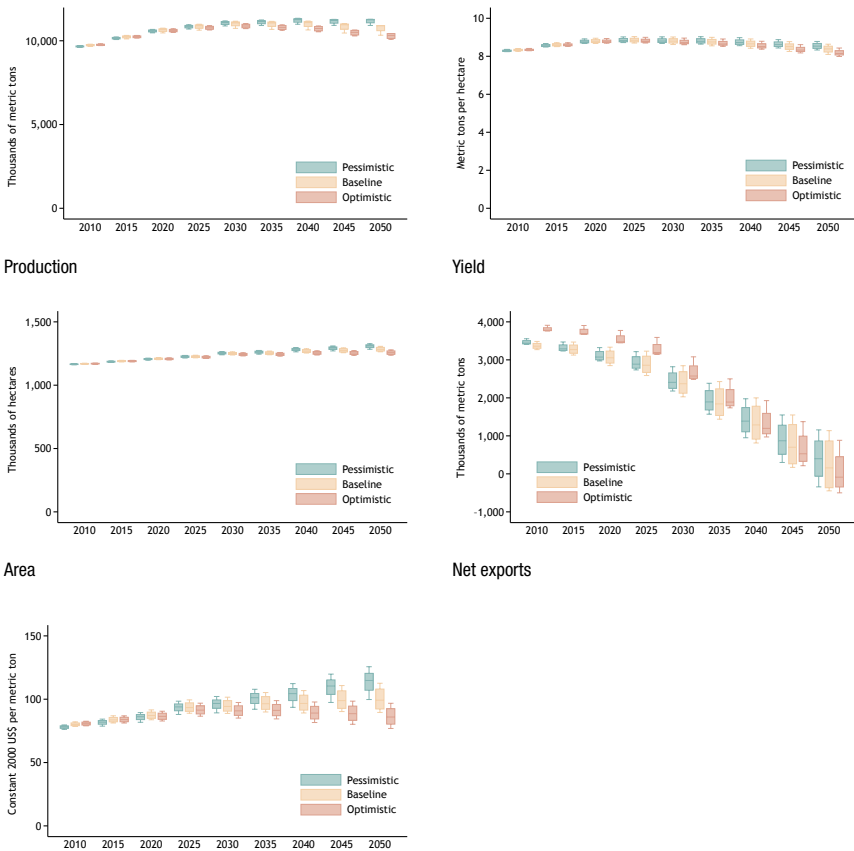 Thousands of metric tons
10,000
5,000
0
Pessimistic
Baseline
Optimistic
2010 2015 2020 2025 2030 2035 2040 2045 2050
Production
Metric tons per hectare
10
8
6
4
2
0
Pessimistic
Baseline
Optimistic
2010 2015 2020 2025 2030 2035 2040 2045 2050
Yield
Thousands of hectares
1,500
1,000
500
0
Pessimistic
Baseline
Optimistic
2010 2015 2020 2025 2030 2035 2040 2045 2050
Area
Thousands of metric tons
4,000
3,000
2,000
1,000
0
-1,000
Pessimistic
Baseline
Optimistic
2010 2015 2020 2025 2030 2035 2040 2045 2050
Net exports
Constant 2000 US$ per metric ton
150
100
50
0
Pessimistic
Baseline
Optimistic
2010 2015 2020 2025 2030 2035 2040 2045 2050